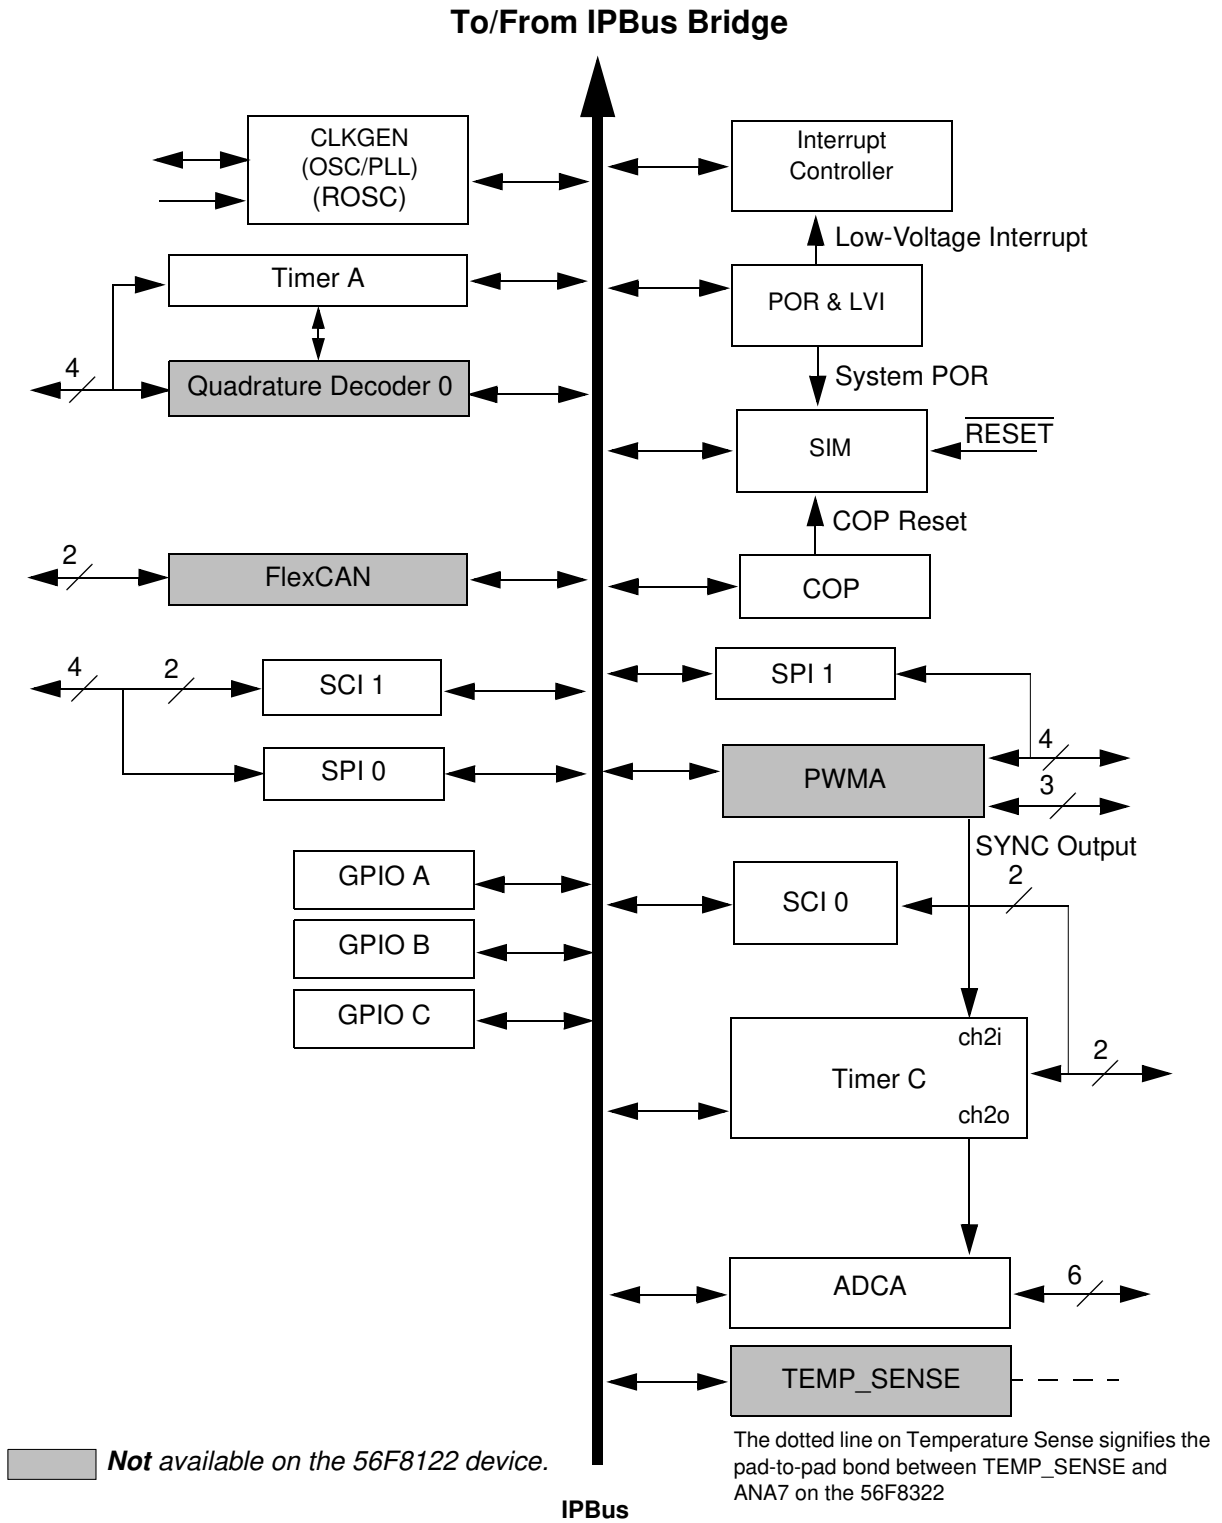 To/From IPBus Bridge
CLKGEN
(OSC/PLL)
(ROSC)
Interrupt
Controller
Low-Voltage Interrupt
Timer A
POR & LVI
4
Quadrature Decoder 0
System POR
SIM
RESET
COP Reset
2
FlexCAN
COP
4
2
SCI 1
SPI 1
SPI 0
4
PWMA
3
SYNC Output
GPIO A
2
SCI 0
GPIO B
GPIO C
ch2i
Timer C
2
ch2o
ADCA
6
TEMP_SENSE
Not available on the 56F8122 device.
The dotted line on Temperature Sense signifies the
pad-to-pad bond between TEMP_SENSE and
ANA7 on the 56F8322
IPBus